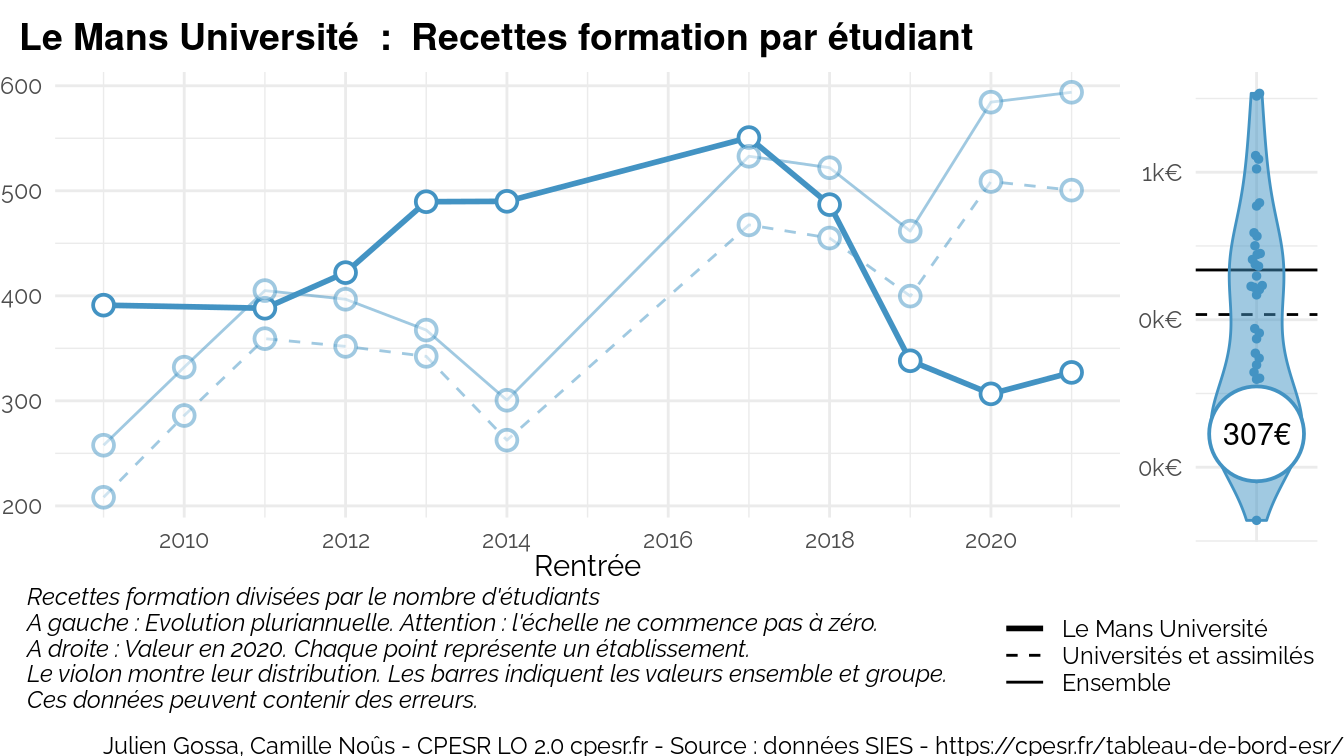 Le Mans Université : Recettes formation par étudiant
600
500
400
300
200
2010 2012 2014 2016 2018 2020
Rentrée
1k€
0k€
0k€
307€
Recettes formation divisées par le nombre d'étudiants
A gauche : Evolution pluriannuelle. Attention : l'échelle ne commence pas à zéro.
A droite : Valeur en 2020. Chaque point représente un établissement.
Le violon montre leur distribution. Les barres indiquent les valeurs ensemble et groupe.
Ces données peuvent contenir des erreurs.
Le Mans Université
Universités et assimilés
Ensemble
Julien Gossa, Camille Noûs - CPESR LO 2.0 cpesr.fr - Source : données SIES - https://cpesr.fr/tableau-de-bord-esr/